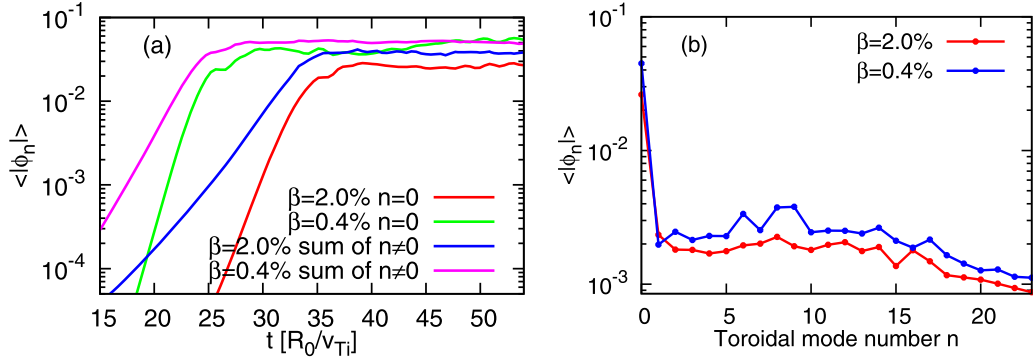 10⁻¹
10⁻²
10⁻³
10⁻⁴
<|ϕₙ|>
(a)
β=2.0% n=0
β=0.4% n=0
β=2.0% sum of n≠0
β=0.4% sum of n≠0
15 20 25 30 35 40 45 50
t [R₀/v_Ti]
10⁻¹
10⁻²
10⁻³
<|ϕₙ|>
(b)
β=2.0%
β=0.4%
0 5 10 15 20
Toroidal mode number n